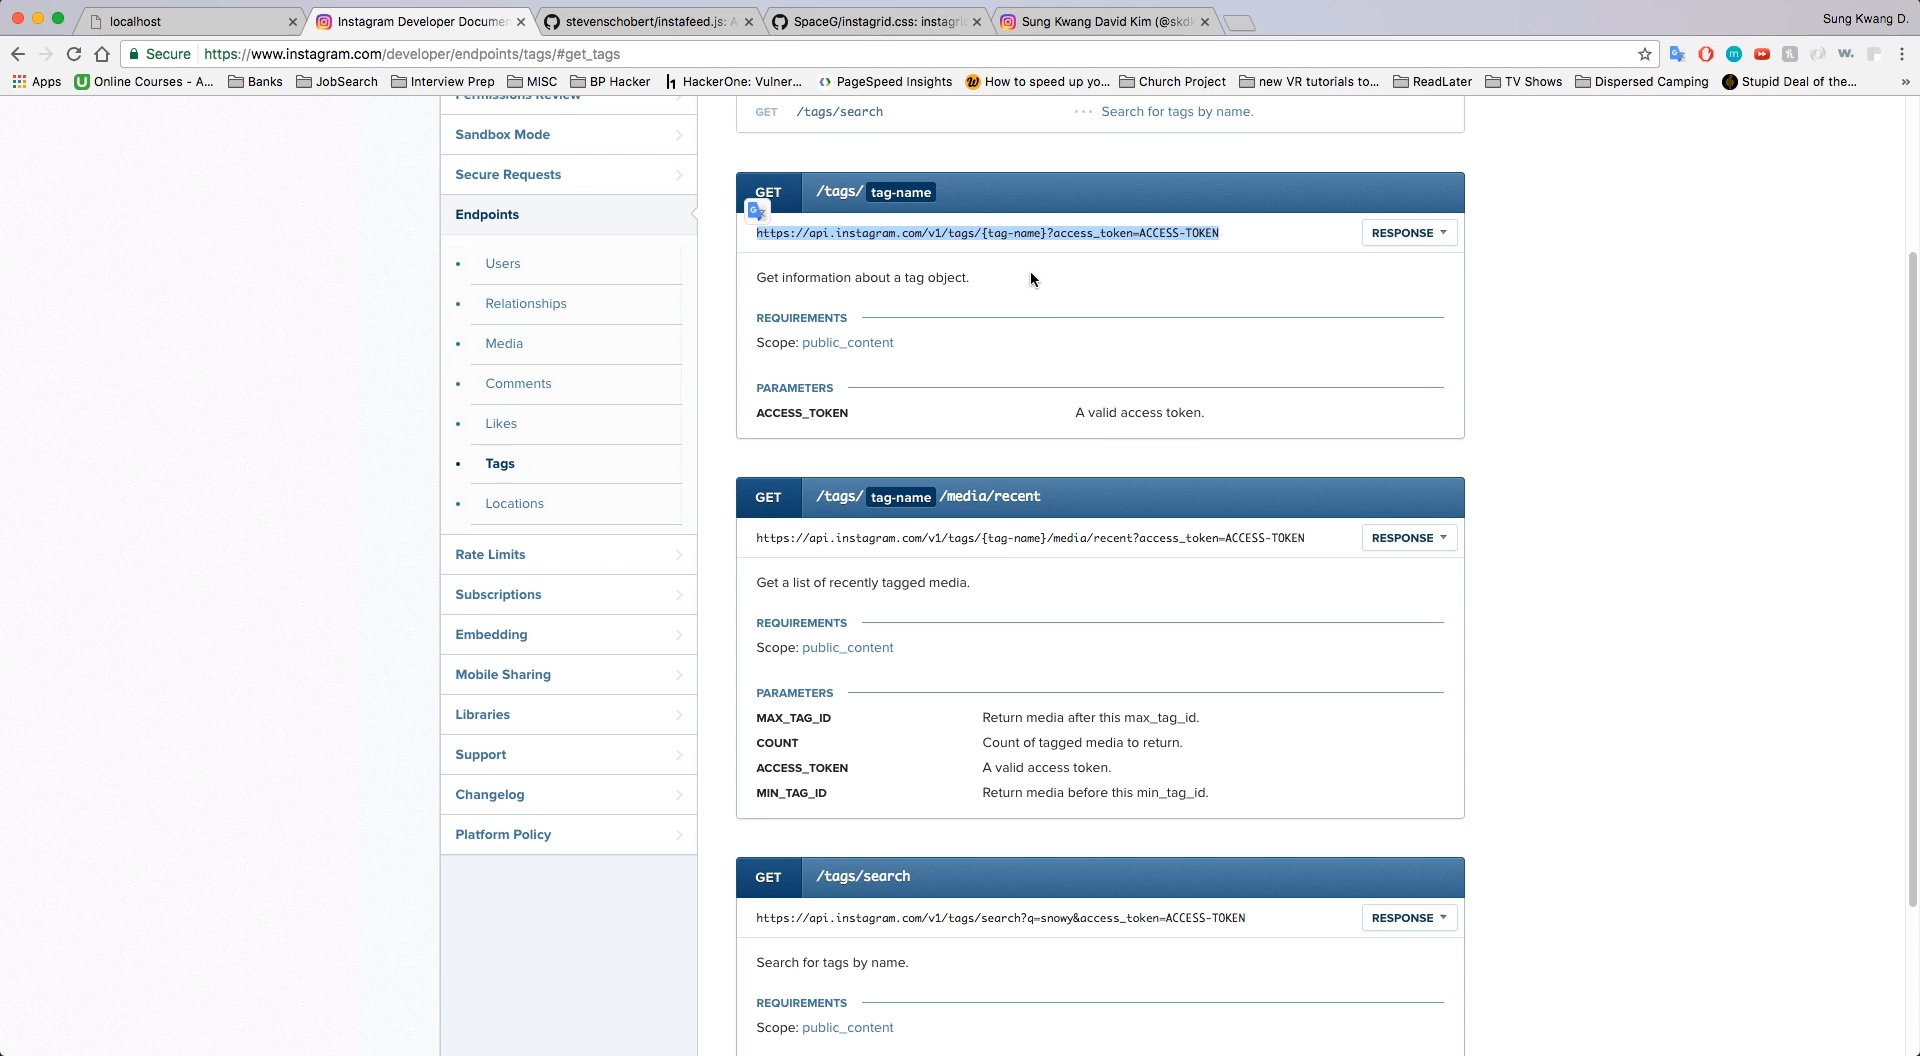 localhost
Instagram Developer Documen
stevenschobert/instafeed.js: A
SpaceG/instagrid.css: instagri
Sung Kwang David Kim (@skdk
Sung Kwang D.
Secure https://www.instagram.com/developer/endpoints/tags/#get_tags
Apps
Online Courses - A...
Banks
JobSearch
Interview Prep
MISC
BP Hacker
HackerOne: Vulner...
PageSpeed Insights
How to speed up yo...
Church Project
new VR tutorials to...
ReadLater
TV Shows
Dispersed Camping
Stupid Deal of the...
»
Permissions Review
Sandbox Mode
Secure Requests
Endpoints
Users
Relationships
Media
Comments
Likes
Tags
Locations
Rate Limits
Subscriptions
Embedding
Mobile Sharing
Libraries
Support
Changelog
Platform Policy
GET /tags/search ··· Search for tags by name.
GET /tags/ tag-name
https://api.instagram.com/v1/tags/{tag-name}?access_token=ACCESS-TOKEN RESPONSE
Get information about a tag object.
REQUIREMENTS
Scope: public_content
PARAMETERS
ACCESS_TOKEN A valid access token.
GET /tags/ tag-name /media/recent
https://api.instagram.com/v1/tags/{tag-name}/media/recent?access_token=ACCESS-TOKEN RESPONSE
Get a list of recently tagged media.
REQUIREMENTS
Scope: public_content
PARAMETERS
MAX_TAG_ID Return media after this max_tag_id.
COUNT Count of tagged media to return.
ACCESS_TOKEN A valid access token.
MIN_TAG_ID Return media before this min_tag_id.
GET /tags/search
https://api.instagram.com/v1/tags/search?q=snowy&access_token=ACCESS-TOKEN RESPONSE
Search for tags by name.
REQUIREMENTS
Scope: public_content